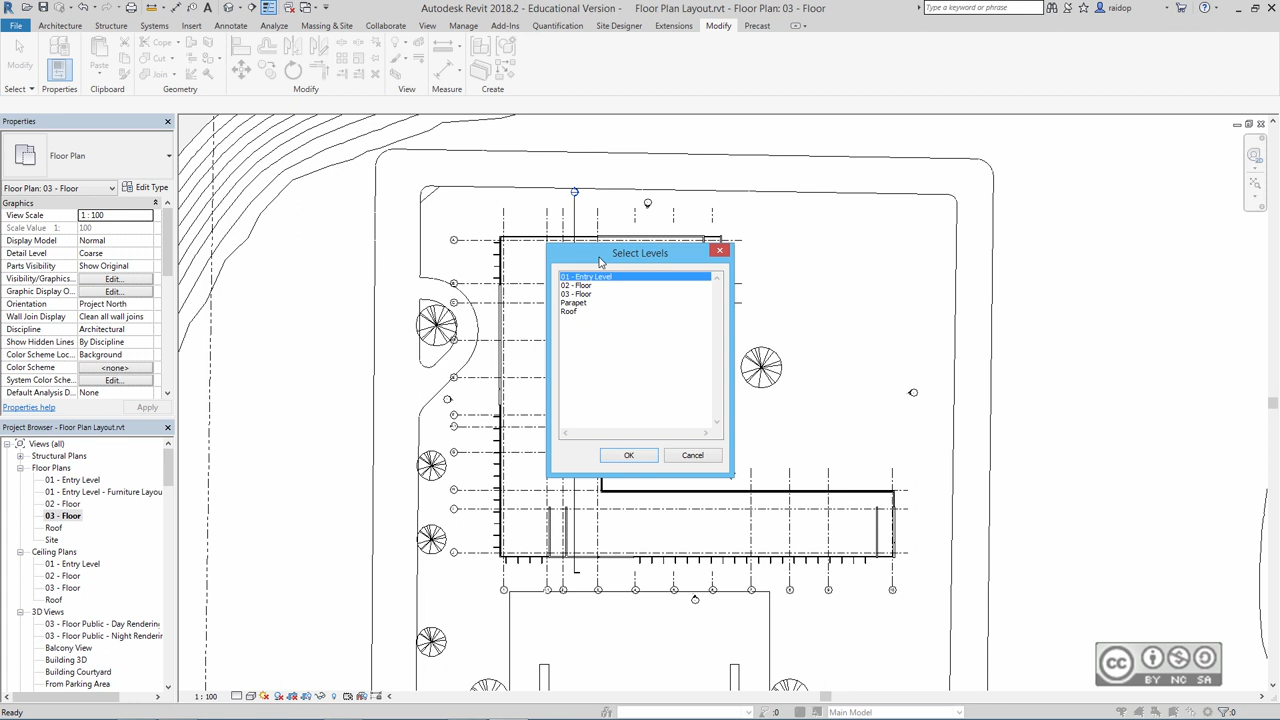 Autodesk Revit 2018.2 - Educational Version - Floor Plan Layout.rvt - Floor Plan: 03 - Floor
Type a keyword or phrase
raidop
File Architecture Structure Systems Insert Annotate Analyze Massing & Site Collaborate View Manage Add-Ins Quantification Site Designer Extensions Modify Precast
Modify
Paste
Cope
Cut
Join
Select Properties Clipboard Geometry Modify View Measure Create
Properties
Floor Plan
Floor Plan: 03 - Floor
Edit Type
Graphics
View Scale 1 : 100
Scale Value 1: 100
Display Model Normal
Detail Level Coarse
Parts Visibility Show Original
Visibility/Graphics... Edit...
Graphic Display O... Edit...
Orientation Project North
Wall Join Display Clean all wall joins
Discipline Architectural
Show Hidden Lines By Discipline
Color Scheme Loc... Background
Color Scheme <none>
System Color Sche... Edit...
Default Analysis D... None
Properties help
Apply
Project Browser - Floor Plan Layout.rvt
Views (all)
Structural Plans
Floor Plans
01 - Entry Level
01 - Entry Level - Furniture Layou
02 - Floor
03 - Floor
Roof
Site
Ceiling Plans
01 - Entry Level
02 - Floor
03 - Floor
Roof
3D Views
03 - Floor Public - Day Rendering
03 - Floor Public - Night Renderin
Balcony View
Building 3D
Building Courtyard
From Parking Area
Select Levels
01 - Entry Level
02 - Floor
03 - Floor
Parapet
Roof
OK
Cancel
1 : 100
Ready
:0
Main Model
:0
cc
BY NC SA